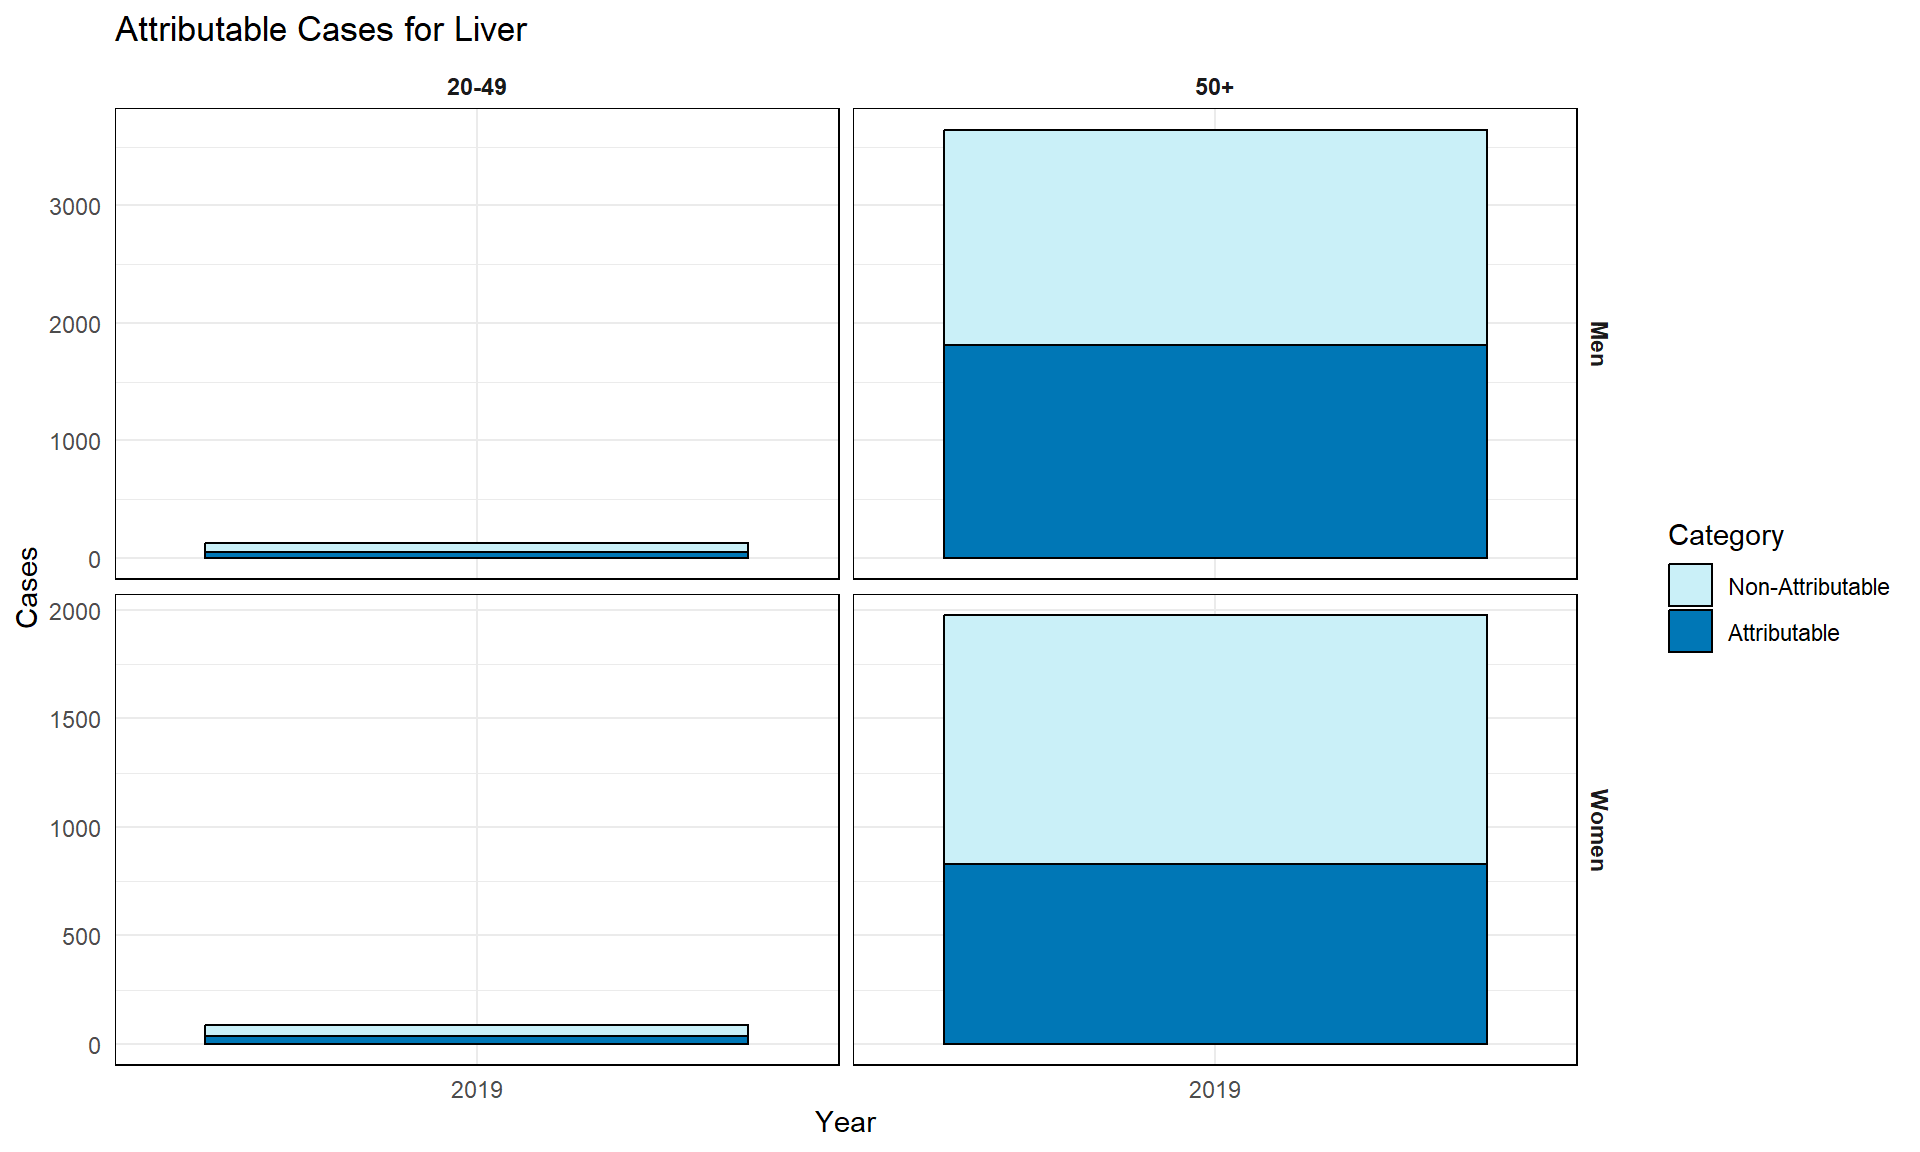 Attributable Cases for Liver
20-49
50+
3000
2000
1000
0
Men
2000
1500
1000
500
0
Women
Cases
2019
2019
Year
Category
Non-Attributable
Attributable